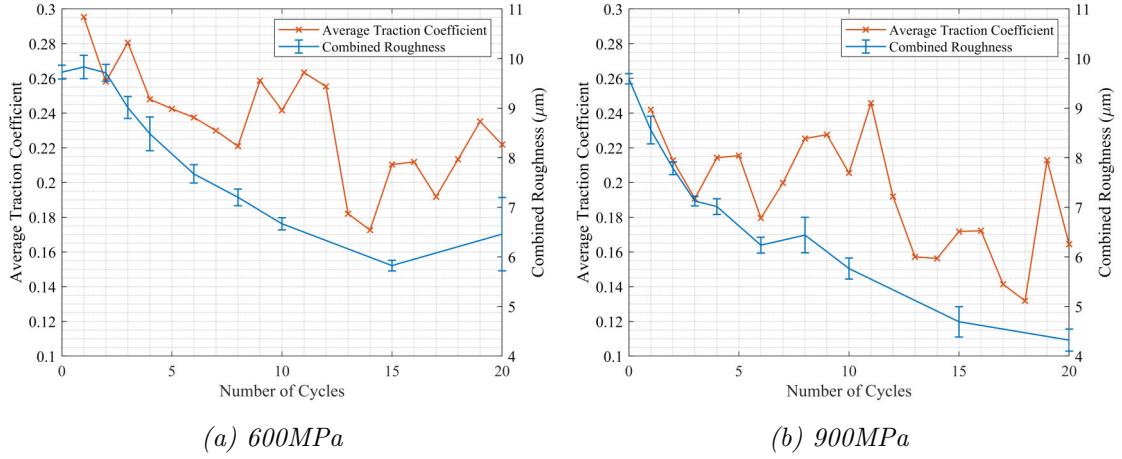 0.3
0.28
0.26
0.24
0.22
0.2
0.18
0.16
0.14
0.12
0.1
Average Traction Coefficient
Average Traction Coefficient
Combined Roughness
11
10
9
8
7
6
5
4
Combined Roughness (μm)
0 5 10 15 20
Number of Cycles
(a) 600MPa
0.3
0.28
0.26
0.24
0.22
0.2
0.18
0.16
0.14
0.12
0.1
Average Traction Coefficient
Average Traction Coefficient
Combined Roughness
11
10
9
8
7
6
5
4
Combined Roughness (μm)
0 5 10 15 20
Number of Cycles
(b) 900MPa